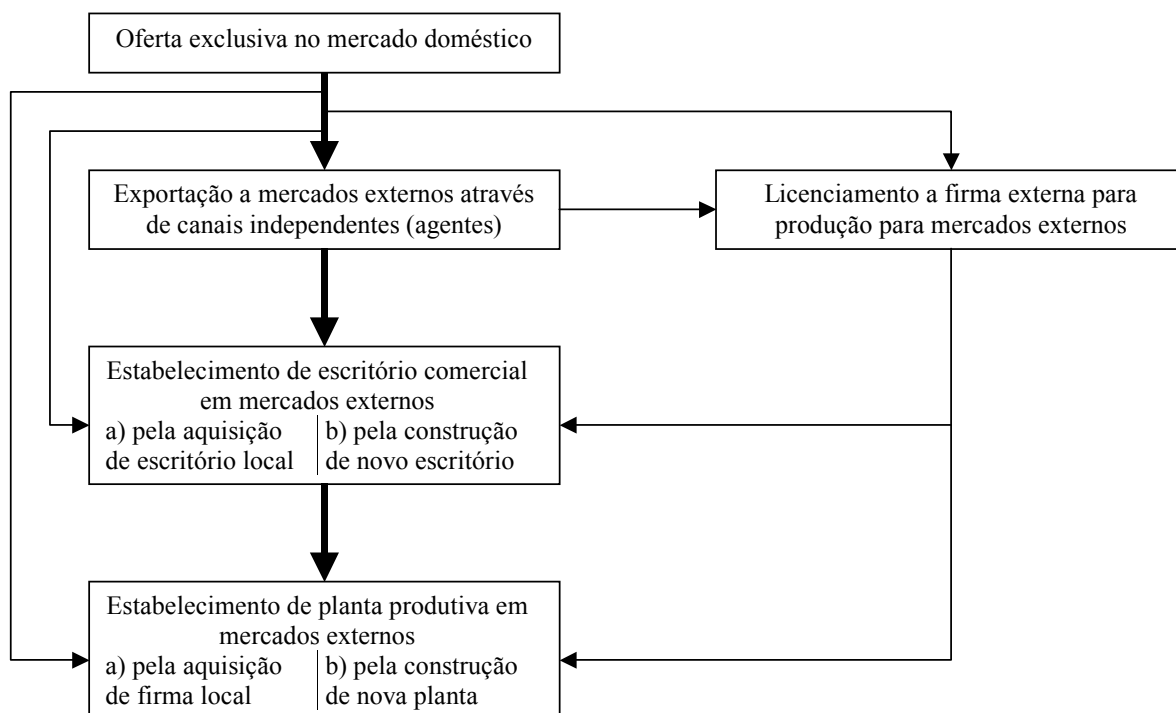 Oferta exclusiva no mercado doméstico
Exportação a mercados externos através
de canais independentes (agentes)
Licenciamento a firma externa para
produção para mercados externos
Estabelecimento de escritório comercial
em mercados externos
a) pela aquisição
de escritório local
b) pela construção
de novo escritório
Estabelecimento de planta produtiva em
mercados externos
a) pela aquisição
de firma local
b) pela construção
de nova planta